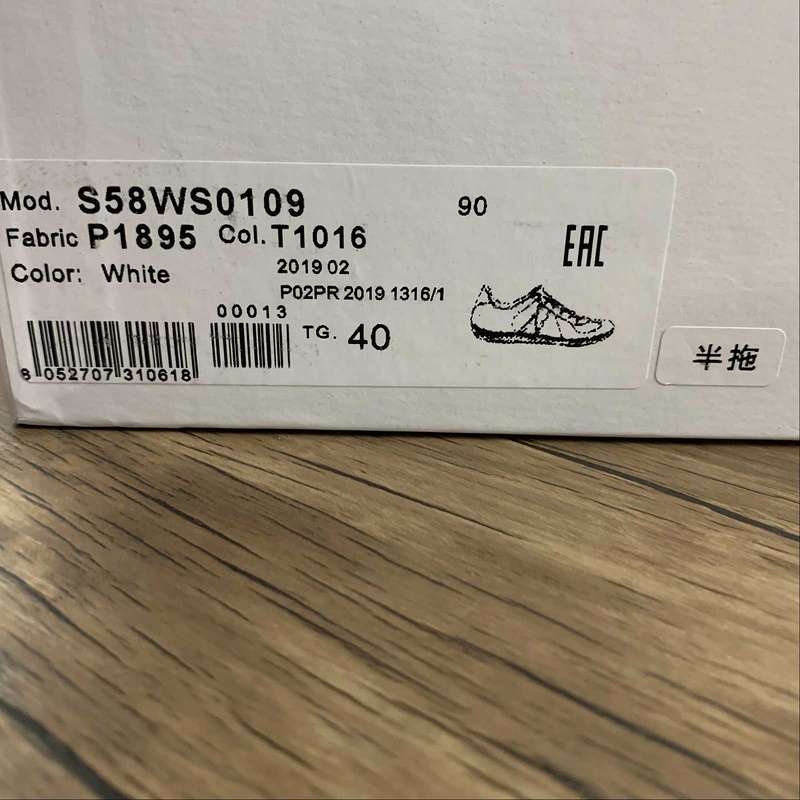 Mod. S58WS0109 90
Fabric P1895 Col. T1016
EAC
Color: White
2019 02
P02PR 2019 1316/1
00013
TG. 40
8 052707 310618
半拖